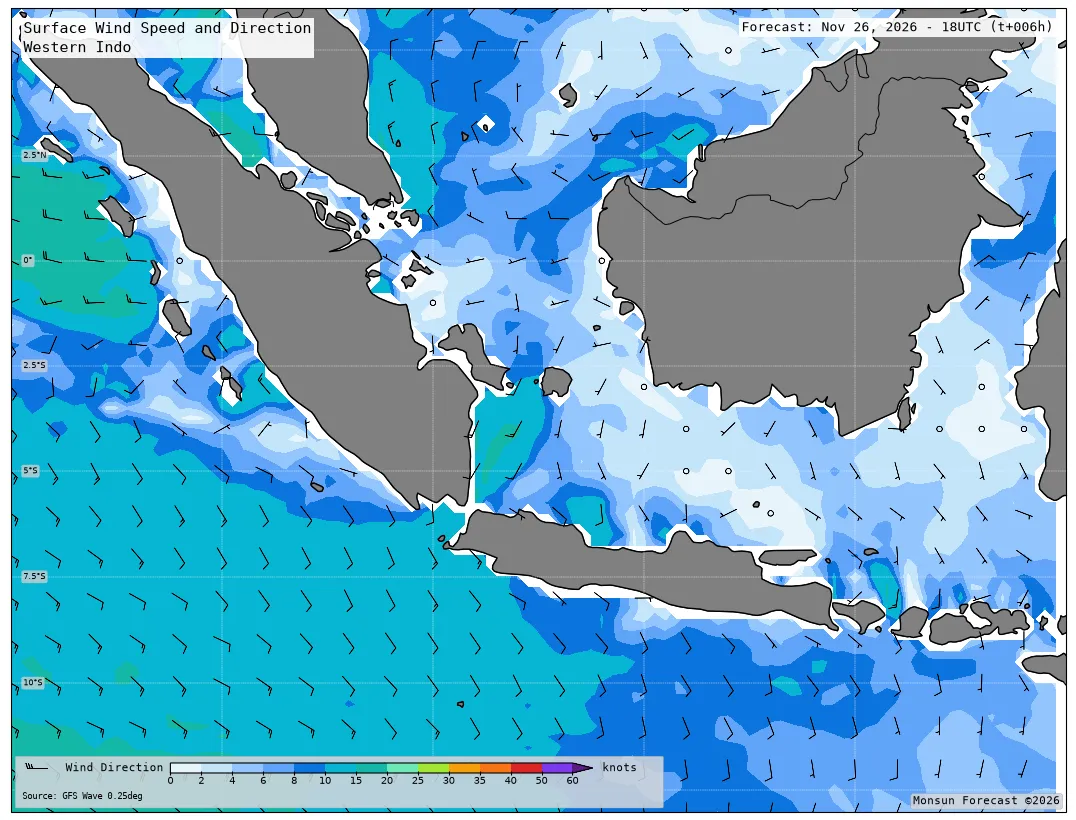 Surface Wind Speed and Direction
Western Indo
Forecast: Nov 26, 2026 - 18UTC (t+006h)
2.5°N
0°
2.5°S
5°S
7.5°S
10°S
Wind Direction
0 2 4 6 8 10 15 20 25 30 35 40 50 60
knots
Source: GFS Wave 0.25deg
Monsun Forecast ©2026